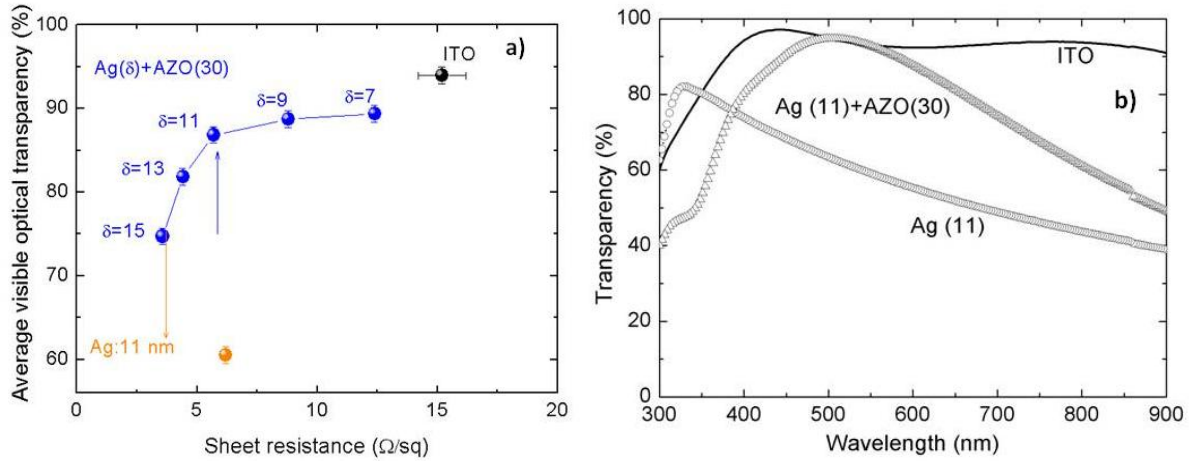 Average visible optical transparency (%)
100
90
80
70
60
a)
ITO
Ag(δ)+AZO(30)
δ=7
δ=9
δ=11
δ=13
δ=15
Ag:11 nm
0
5
10
15
20
Sheet resistance (Ω/sq)
Transparency (%)
100
80
60
40
20
0
ITO
b)
Ag (11)+AZO(30)
Ag (11)
300
400
500
600
700
800
900
Wavelength (nm)